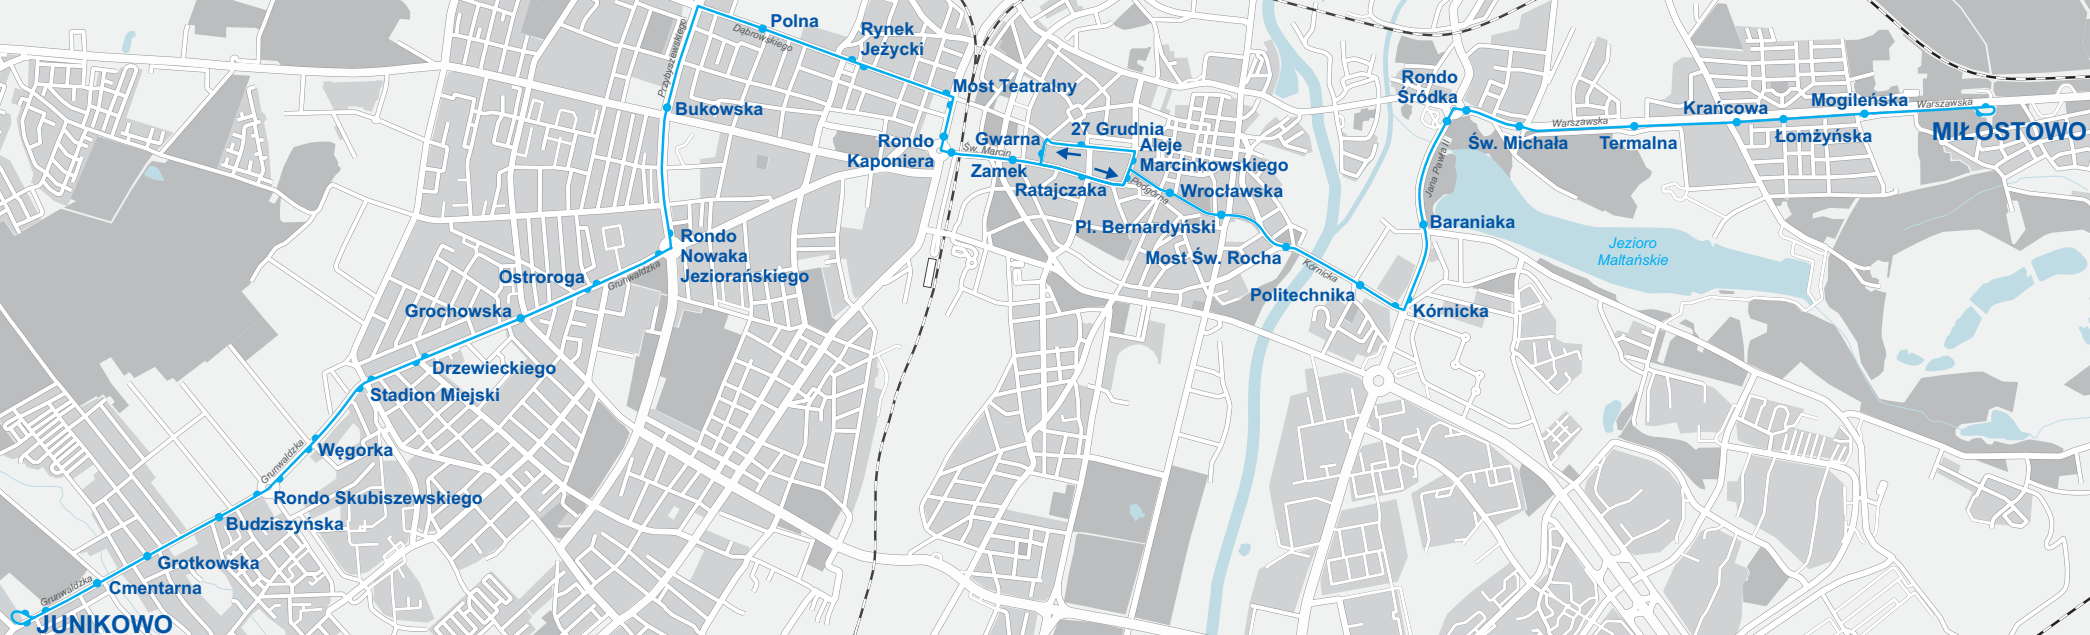 Polna
Dąbrowskiego
Przybyszewskiego
Rynek
Jeżycki
Most Teatralny
Bukowska
Rondo
Kaponiera
Św. Marcin
Gwarna
27 Grudnia
Aleje
Marcinkowskiego
Zamek
Ratajczaka
Podgórna
Wrocławska
Pl. Bernardyński
Most Św. Rocha
Kórnicka
Politechnika
Kórnicka
Baraniaka
Jana Pawła II
Rondo
Śródka
Św. Michała
Warszawska
Termalna
Krańcowa
Łomżyńska
Mogileńska
Warszawska
MIŁOSTOWO
Jezioro
Maltańskie
Rondo
Nowaka
Jeziorańskiego
Grunwaldzka
Ostroroga
Grochowska
Drzewieckiego
Stadion Miejski
Węgorka
Grunwaldzka
Rondo Skubiszewskiego
Budziszyńska
Grotkowska
Cmentarna
Grunwaldzka
JUNIKOWO